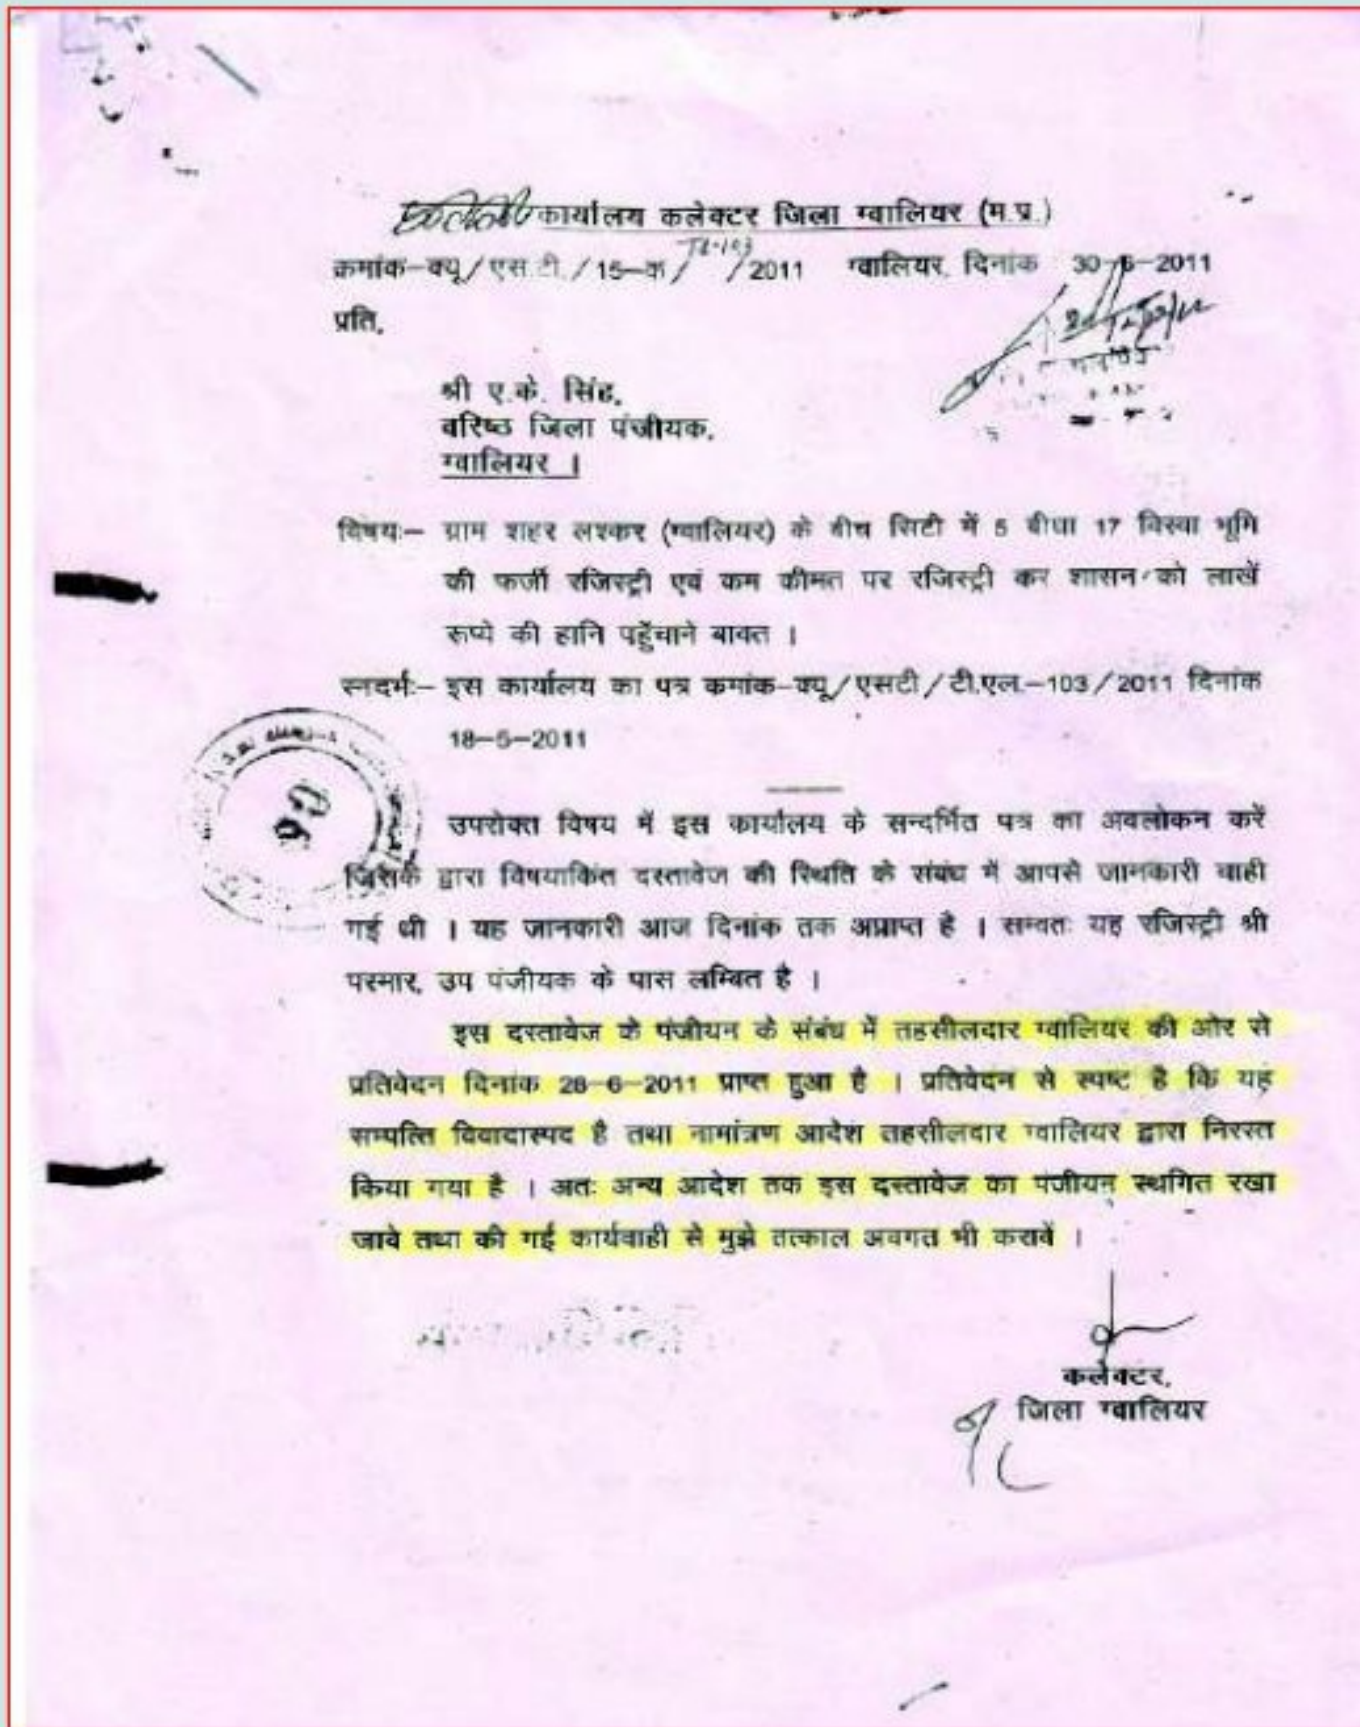 प्रतिलिपि कार्यालय कलेक्टर जिला ग्वालियर (म.प्र.)
क्रमांक-क्यू/एस.टी./15-क/TL-103/2011 ग्वालियर, दिनांक 30-6-2011
प्रति,
श्री ए.के. सिंह,
वरिष्ठ जिला पंजीयक,
ग्वालियर ।
विषयः- ग्राम शहर लश्कर (ग्वालियर) के बीच सिटी में 5 बीघा 17 विस्वा भूमि
की फर्जी रजिस्ट्री एवं कम कीमत पर रजिस्ट्री कर शासन को लाखें
रूप्ये की हानि पहुँचाने बावत ।
स्नदर्भः- इस कार्यालय का पत्र कमांक-क्यू/एसटी/टी.एल.-103/2011 दिनांक
18-5-2011
उपरोक्त विषय में इस कार्यालय के सन्दर्भित पत्र का अवलोकन करें
जिसके द्वारा विषयाकिंत दस्तावेज की स्थिति के संबंध में आपसे जानकारी चाही
गई थी । यह जानकारी आज दिनांक तक अप्राप्त है । सम्वतः यह रजिस्ट्री श्री
परमार, उप पंजीयक के पास लम्बित है ।
इस दस्तावेज के पंजीयन के संबंध में तहसीलदार ग्वालियर की ओर से
प्रतिवेदन दिनांक 28-6-2011 प्राप्त हुआ है । प्रतिवेदन से स्पष्ट है कि यह
सम्पत्ति विवादास्पद है तथा नामांत्रण आदेश तहसीलदार ग्वालियर द्वारा निरस्त
किया गया है । अतः अन्य आदेश तक इस दस्तावेज का पंजीयन स्थगित रखा
जावे तथा की गई कार्यवाही से मुझे तत्काल अवगत भी करावें ।
कलेक्टर,
जिला ग्वालियर